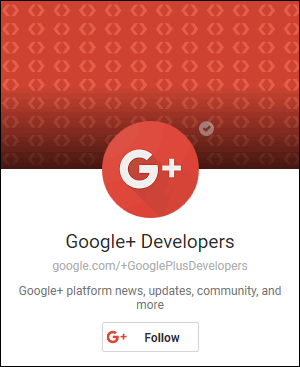 G+
Google+ Developers
google.com/+GooglePlusDevelopers
Google+ platform news, updates, community, and
more
G+ Follow